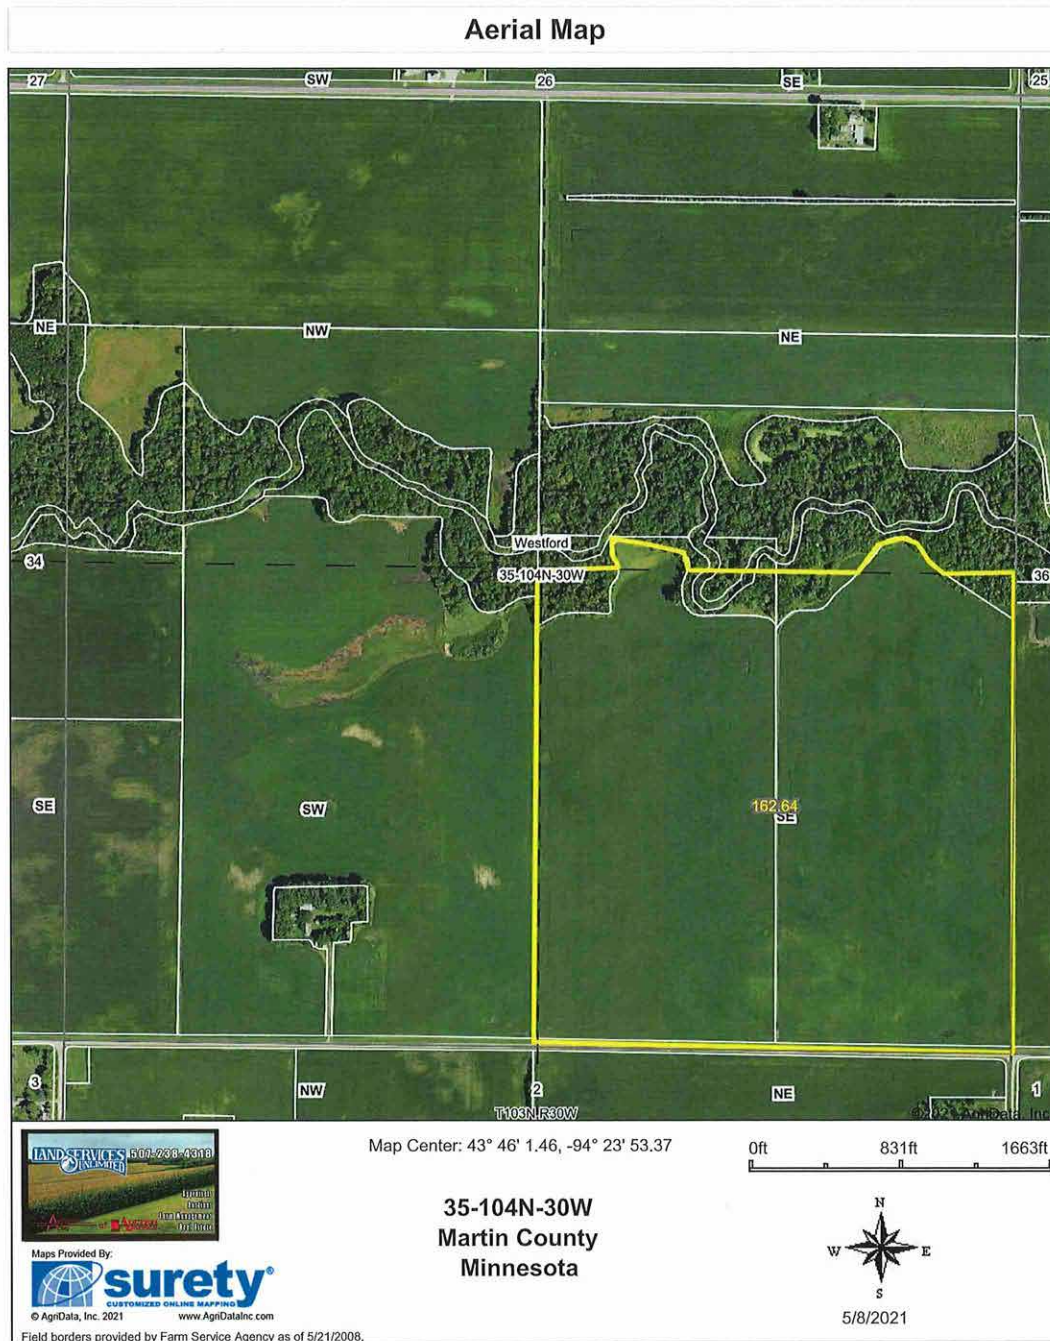 Aerial Map
27
SW
26
SE
25
NE
NW
NE
Westford
34
35-104N-30W
36
162.64
SE
SW
SE
3
NW
2
NE
1
T103N R30W
©2021 AgriData, Inc
LAND SERVICES
UNLIMITED
507-238-4318
Map Center: 43° 46' 1.46, -94° 23' 53.37
0ft 831ft 1663ft
35-104N-30W
Martin County
Minnesota
N
W E
S
5/8/2021
Maps Provided By:
surety®
CUSTOMIZED ONLINE MAPPING
© AgriData, Inc. 2021 www.AgriDataInc.com
Field borders provided by Farm Service Agency as of 5/21/2008.